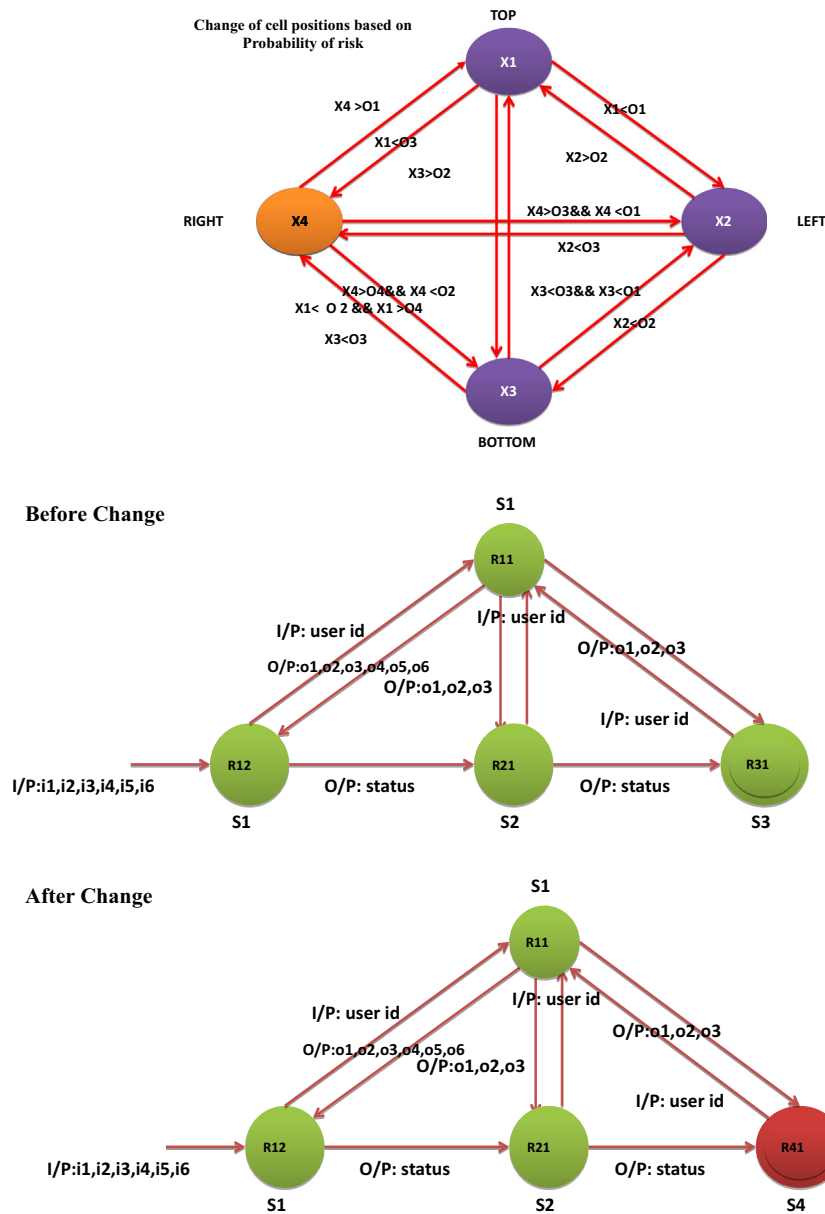 Change of cell positions based on
Probability of risk
TOP
X1
X4 >O1
X1<O3
X3>O2
X1<O1
X2>O2
RIGHT
X4
X4>O3&& X4 <O1
X2
LEFT
X2<O3
X4>O4&& X4 <O2
X1< O 2 && X1 >O4
X3<O3
X3<O3&& X3<O1
X2<O2
X3
BOTTOM
Before Change
S1
R11
I/P: user id
I/P: user id
O/P:o1,o2,o3,o4,o5,o6
O/P:o1,o2,o3
O/P:o1,o2,o3
I/P: user id
R12
R21
R31
I/P:i1,i2,i3,i4,i5,i6
O/P: status
O/P: status
S1
S2
S3
After Change
S1
R11
I/P: user id
I/P: user id
O/P:o1,o2,o3,o4,o5,o6
O/P:o1,o2,o3
O/P:o1,o2,o3
I/P: user id
R12
R21
R41
I/P:i1,i2,i3,i4,i5,i6
O/P: status
O/P: status
S1
S2
S4